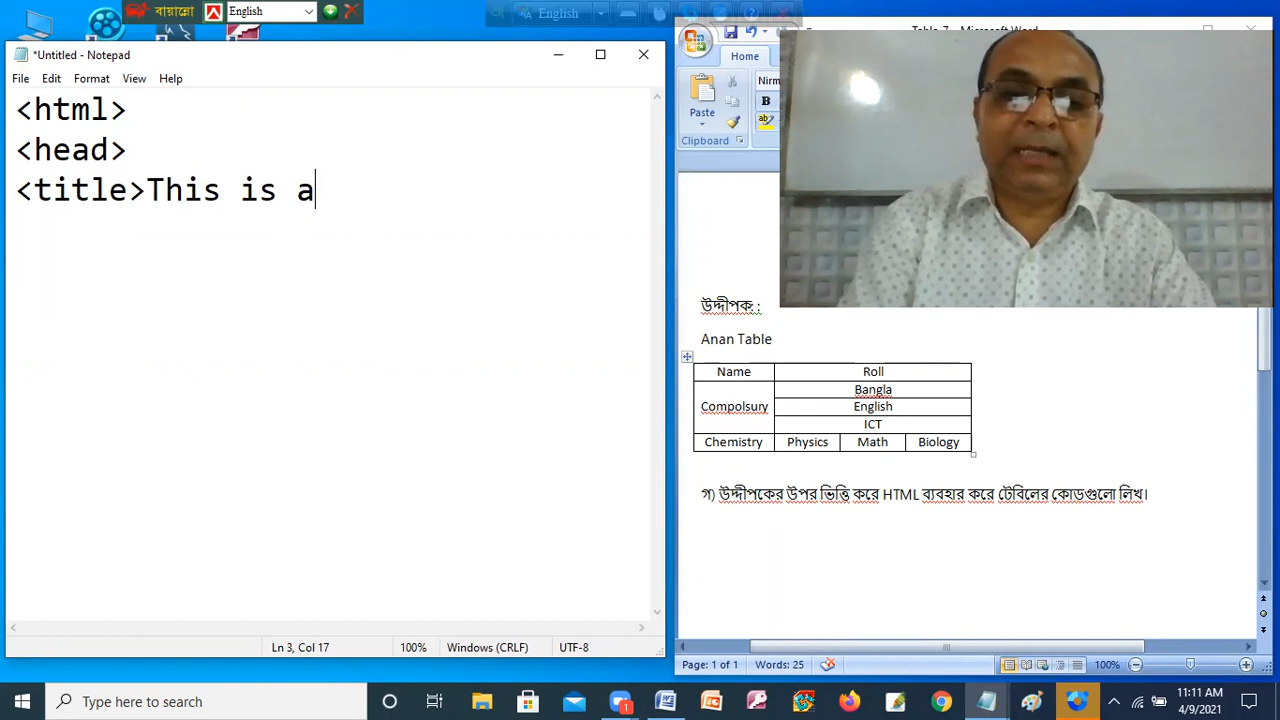 বায়ান্নো
English
English
*Untitled - Notepad
File Edit Format View Help
<html>
<head>
<title>This is a
Ln 3, Col 17
100%
Windows (CRLF)
UTF-8
Home
Paste
B
Clipboard
উদ্দীপক :
Anan Table
Name Roll
Compolsury
Bangla
English
ICT
Chemistry Physics Math Biology
গ) উদ্দীপকের উপর ভিত্তি করে HTML ব্যবহার করে টেবিলের কোডগুলো লিখ।
Page: 1 of 1 Words: 25 100%
Type here to search
1
11:11 AM
4/9/2021